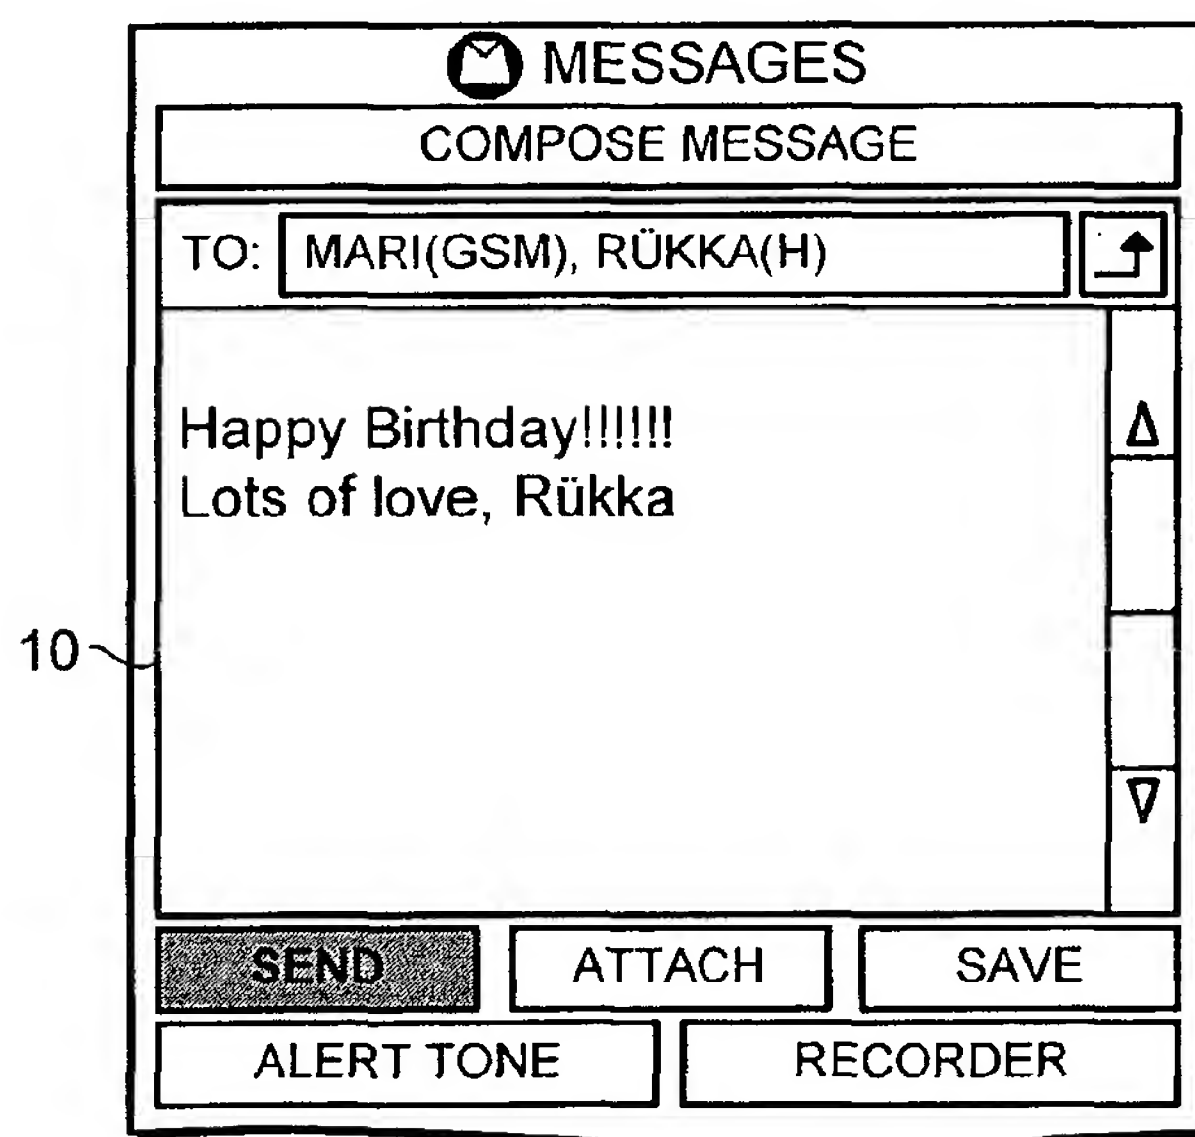 MESSAGES
COMPOSE MESSAGE
TO: MARI(GSM), RÜKKA(H)
Happy Birthday!!!!!!
Lots of love, Rükka
10
SEND ATTACH SAVE
ALERT TONE RECORDER